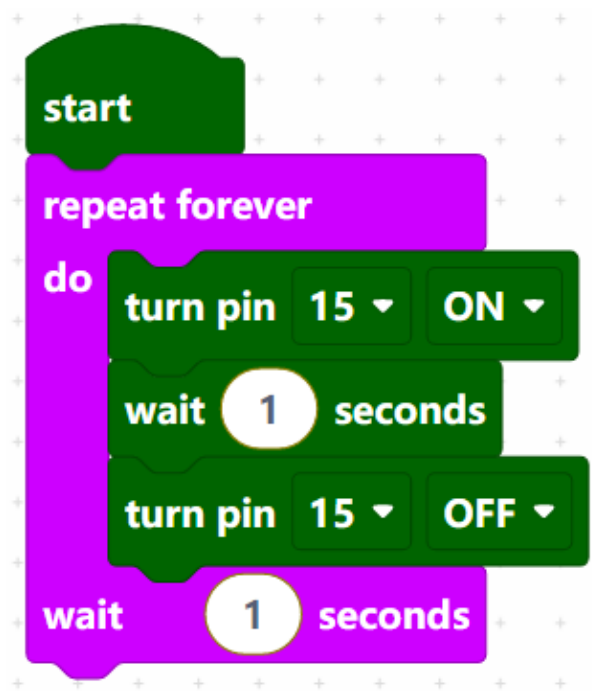 start
repeat forever
do
turn pin 15 ON
wait 1 seconds
turn pin 15 OFF
wait 1 seconds